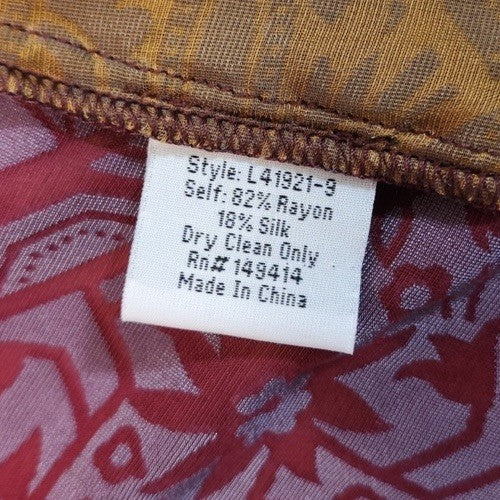 Style: L41921-9
Self: 82% Rayon
18% Silk
Dry Clean Only
Rn# 149414
Made In China